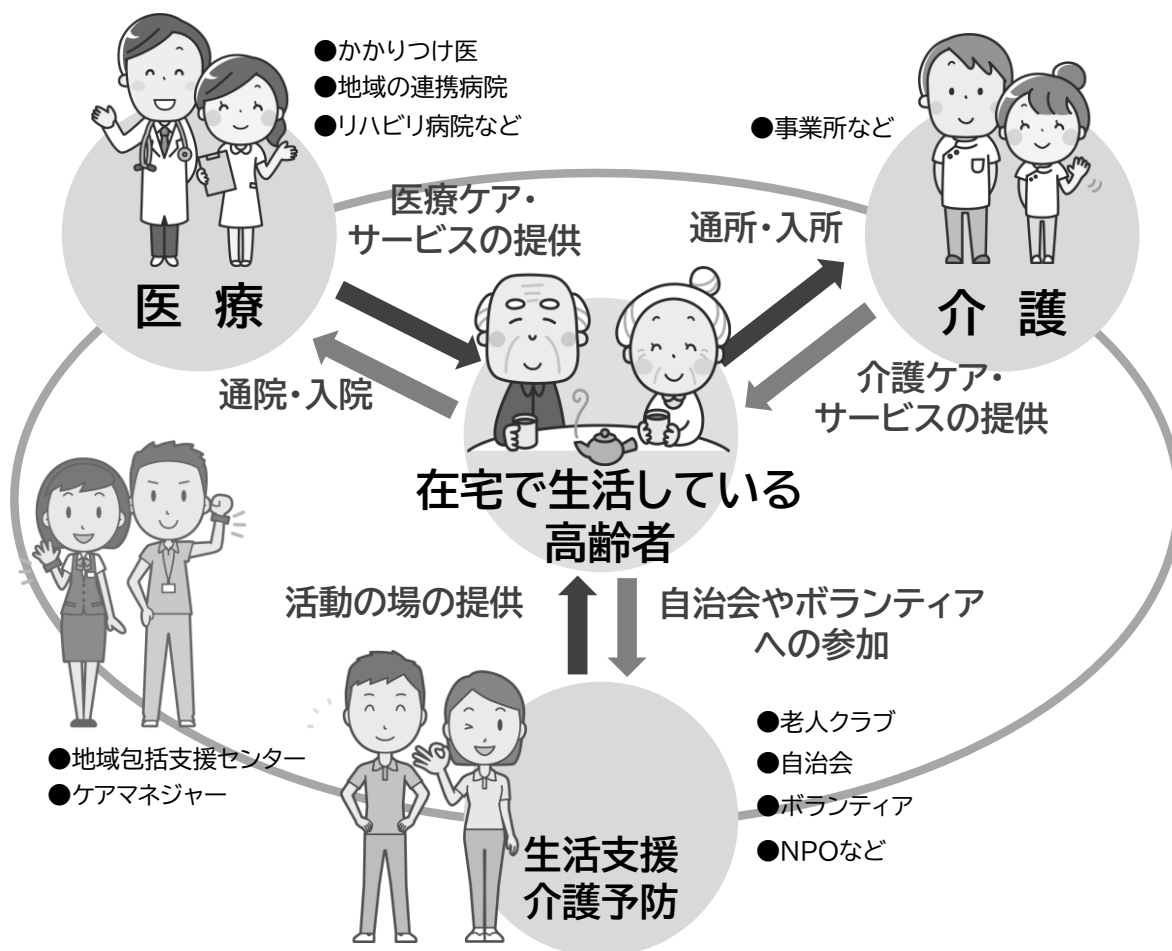 ●かかりつけ医
●地域の連携病院
●リハビリ病院など
●事業所など
医療ケア・
サービスの提供
通所・入所
医 療
介 護
通院・入院
介護ケア・
サービスの提供
在宅で生活している
高齢者
活動の場の提供
自治会やボランティア
への参加
●地域包括支援センター
●ケアマネジャー
●老人クラブ
●自治会
●ボランティア
●NPOなど
生活支援
介護予防